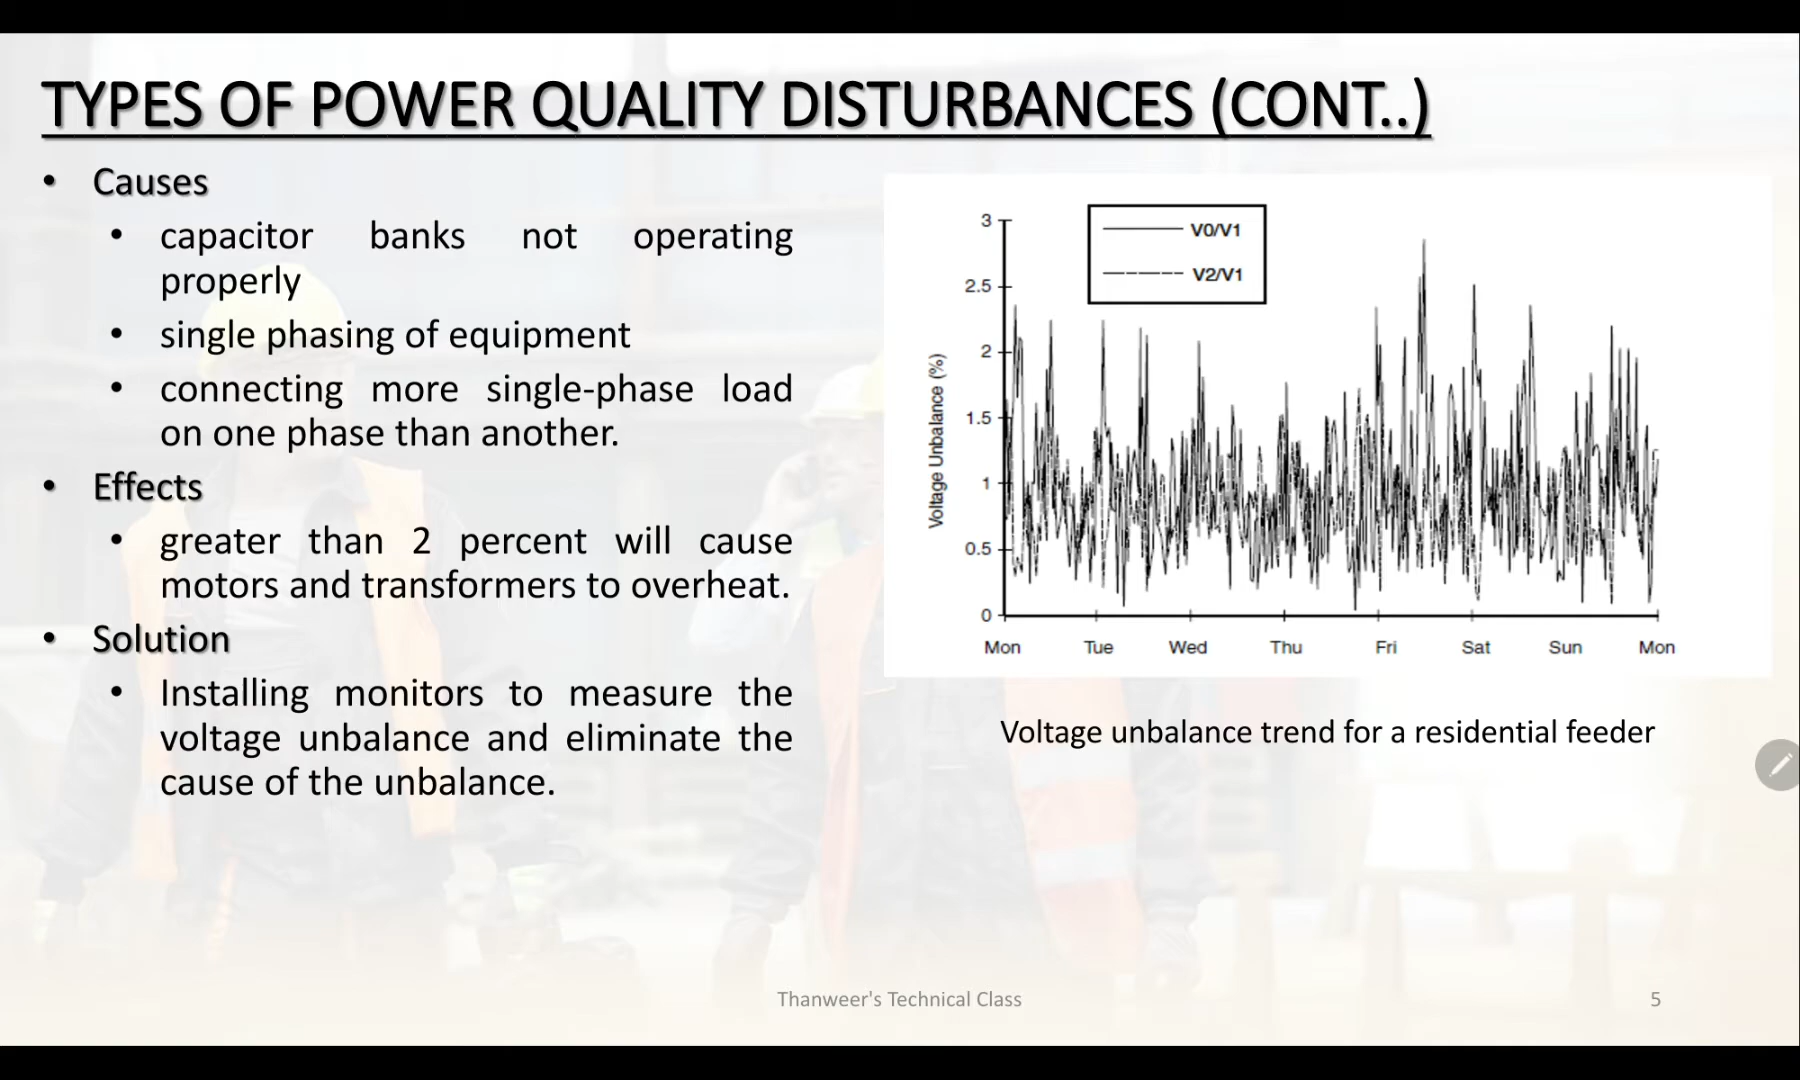 TYPES OF POWER QUALITY DISTURBANCES (CONT..)
• Causes
• capacitor banks not operating
properly
• single phasing of equipment
• connecting more single-phase load
on one phase than another.
• Effects
• greater than 2 percent will cause
motors and transformers to overheat.
• Solution
• Installing monitors to measure the
voltage unbalance and eliminate the
cause of the unbalance.
V0/V1
V2/V1
Voltage Unbalance (%)
3
2.5
2
1.5
1
0.5
0
Mon Tue Wed Thu Fri Sat Sun Mon
Voltage unbalance trend for a residential feeder
Thanweer's Technical Class
5